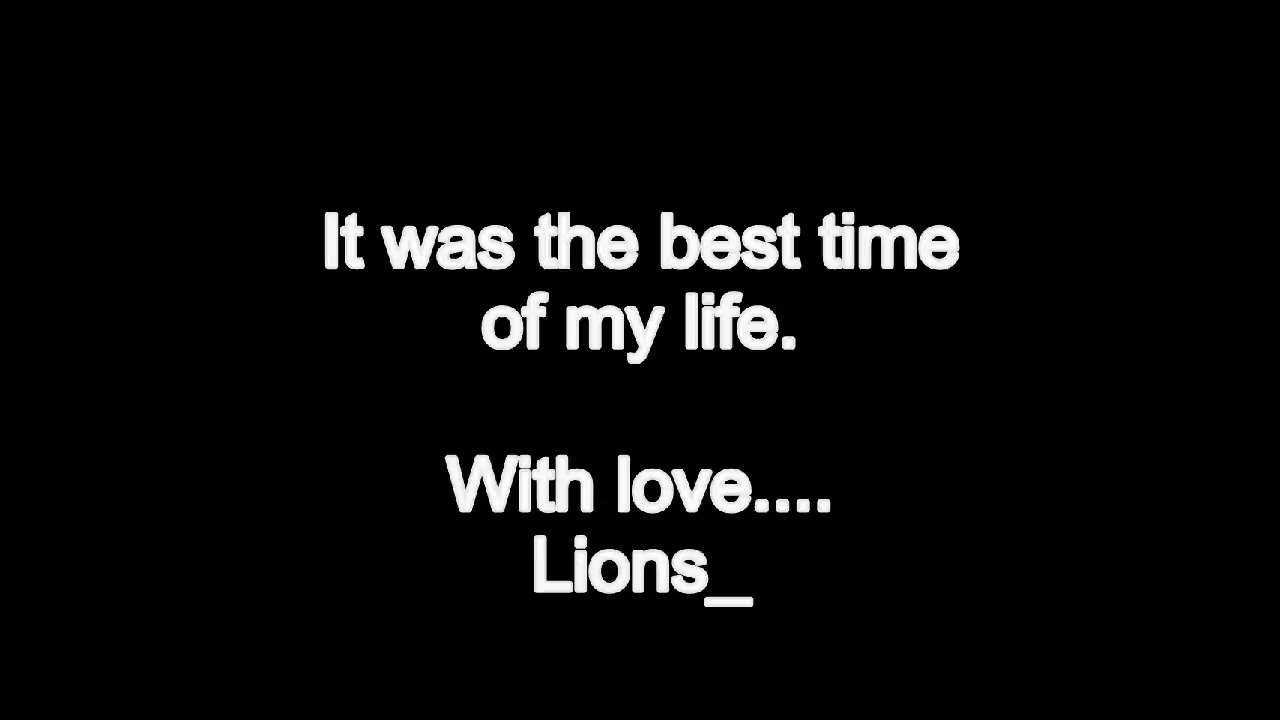 It was the best time
of my life.
With love....
Lions_